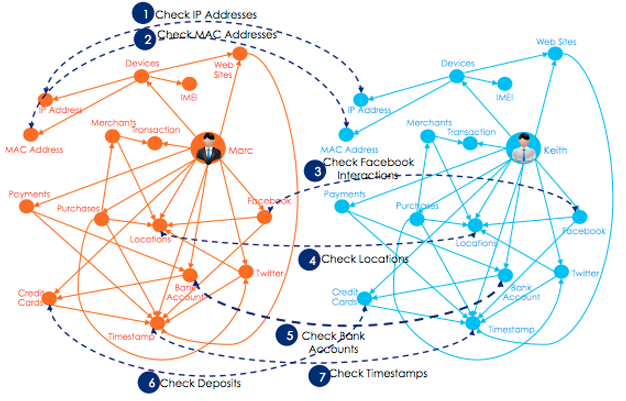 1 Check IP Addresses
2 Check MAC Addresses
Devices
Web
Sites
IMEI
IP Address
Merchants
Transaction
MAC Address
Marc
Payments
Purchases
Facebook
Locations
Twitter
Bank
Account
Credit
Cards
Timestamp
Web Sites
Devices
IMEI
IP Address
Merchants
Transaction
MAC Address
Keith
Payments
Purchases
Facebook
Locations
Twitter
Bank
Account
Credit
Cards
Timestamp
3 Check Facebook
Interactions
4 Check Locations
5 Check Bank
Accounts
6 Check Deposits
7 Check Timestamps